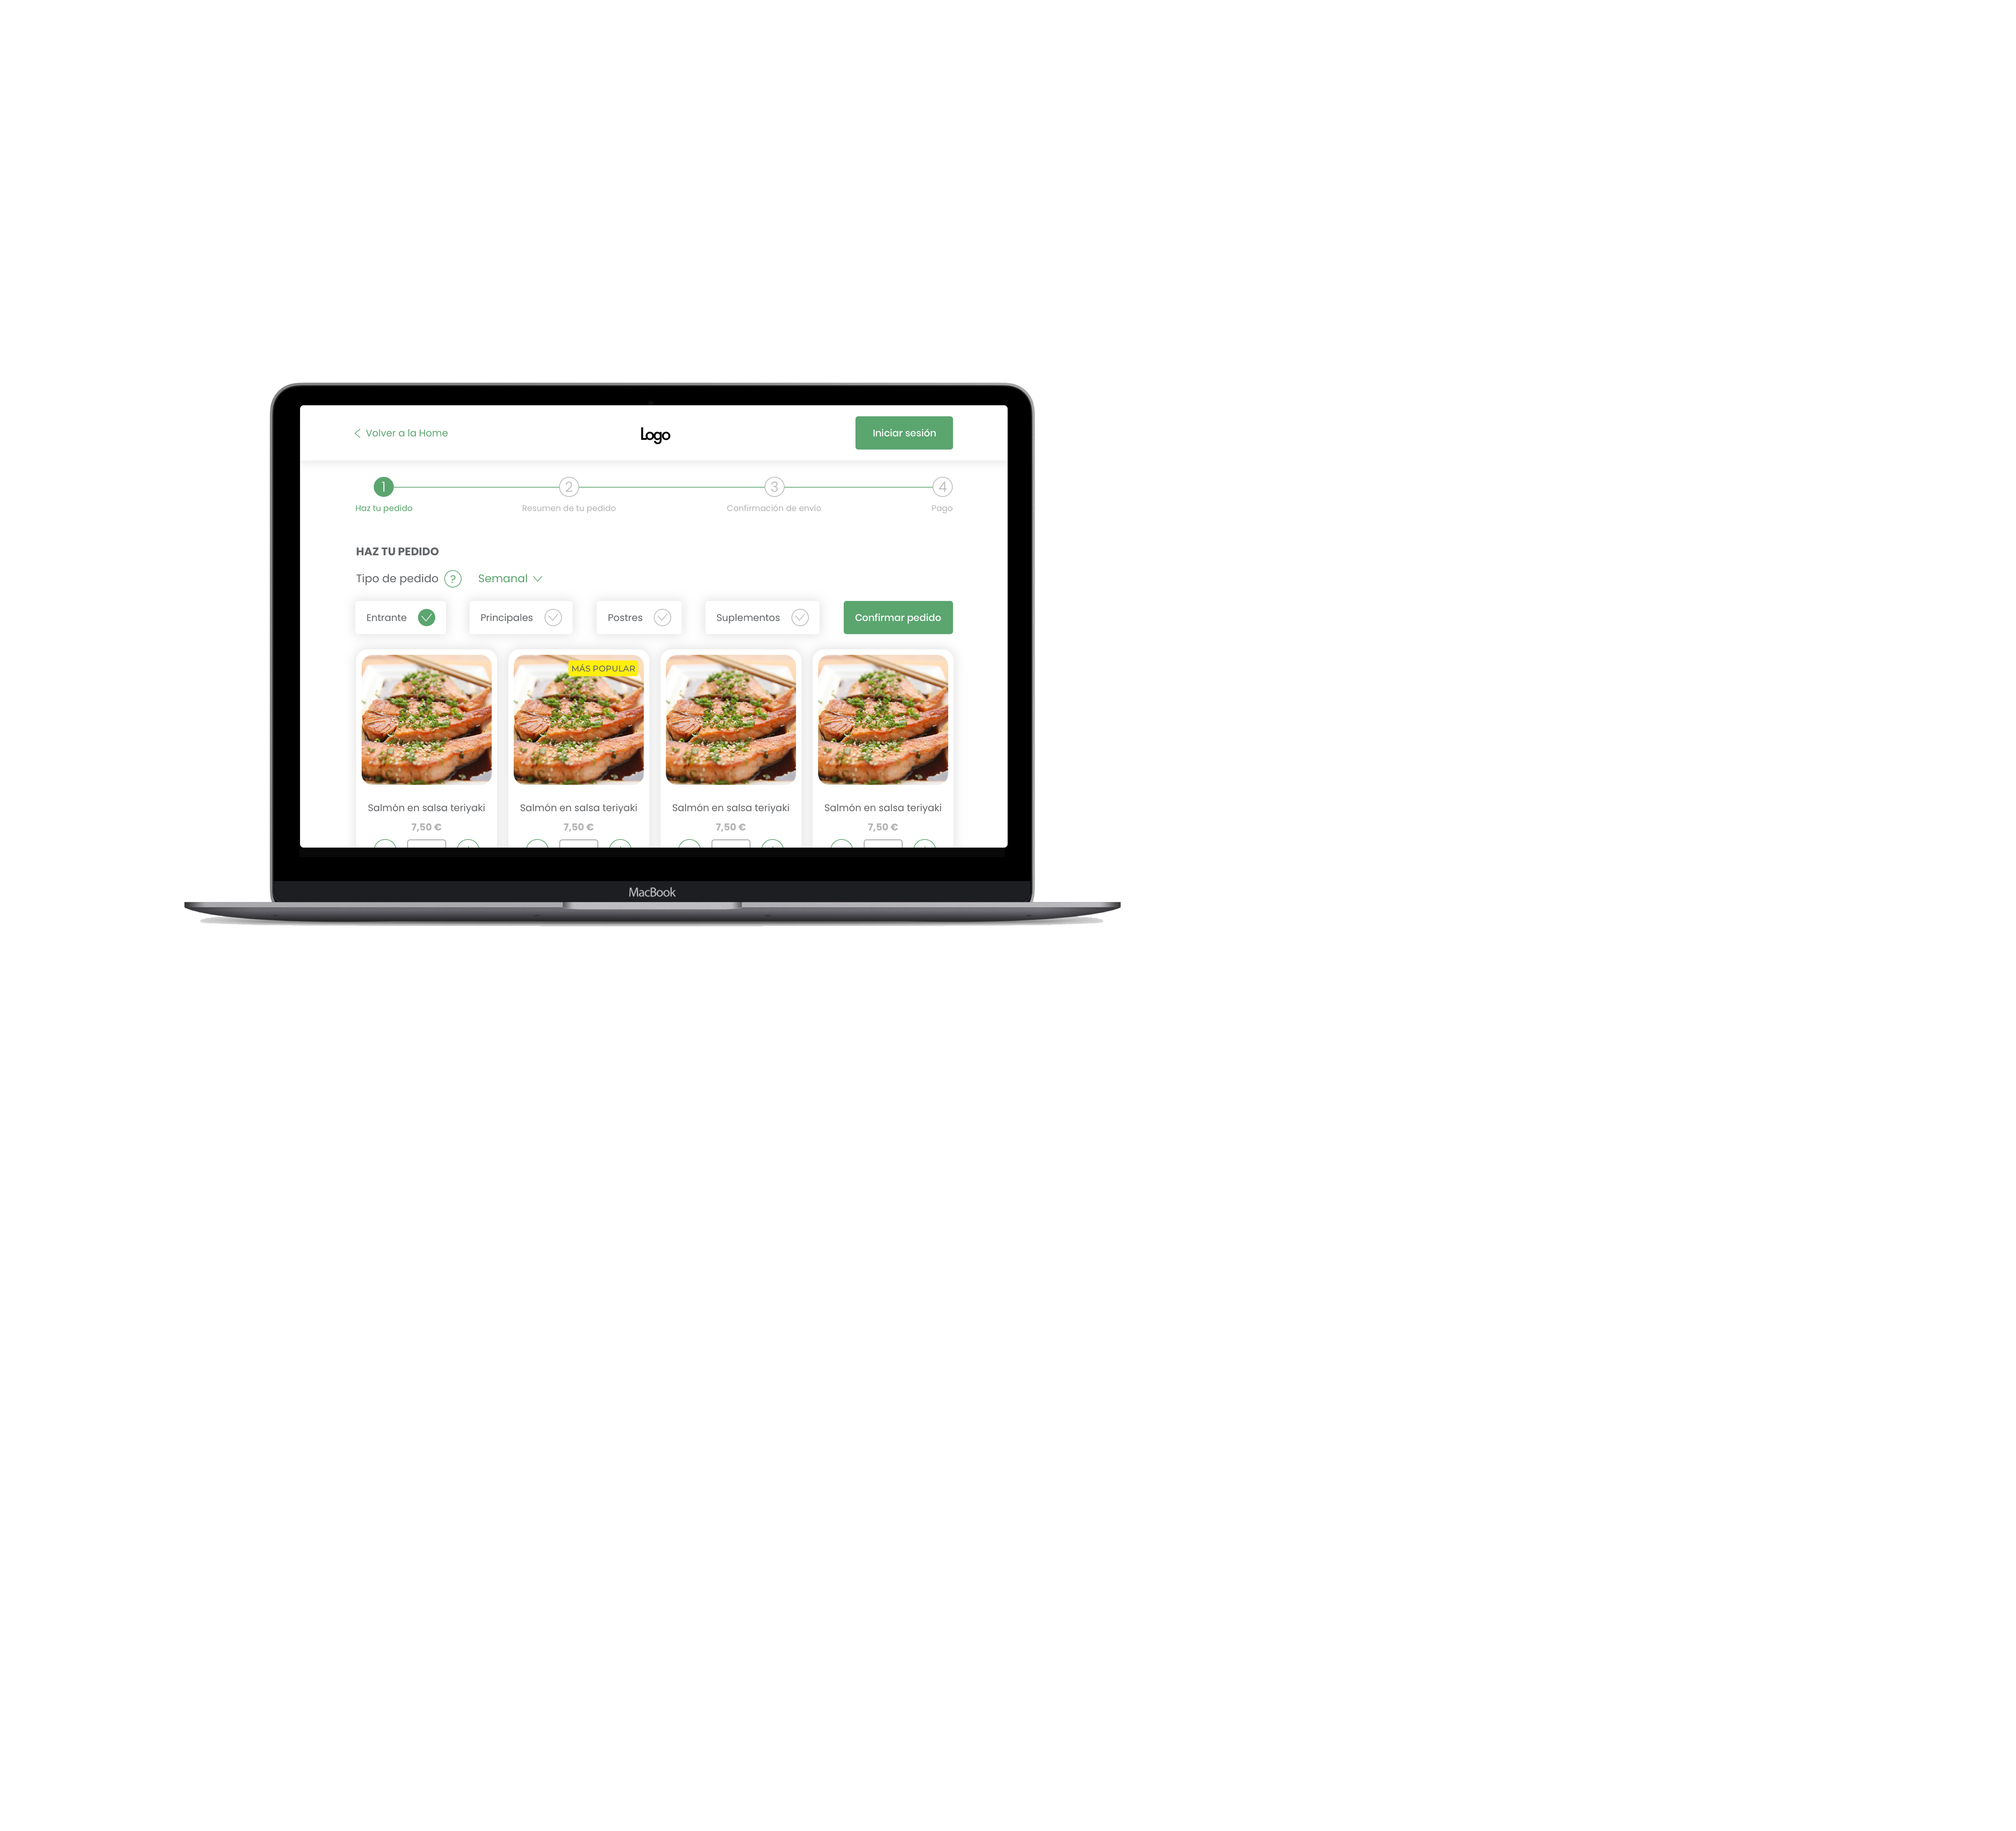 Volver a la Home
Logo
Iniciar sesión
1
2
3
4
Haz tu pedido
Resumen de tu pedido
Confirmación de envío
Pago
HAZ TU PEDIDO
Tipo de pedido ? Semanal
Entrante
Principales
Postres
Suplementos
Confirmar pedido
MÁS POPULAR
Salmón en salsa teriyaki
7,50 €
Salmón en salsa teriyaki
7,50 €
Salmón en salsa teriyaki
7,50 €
Salmón en salsa teriyaki
7,50 €
MacBook